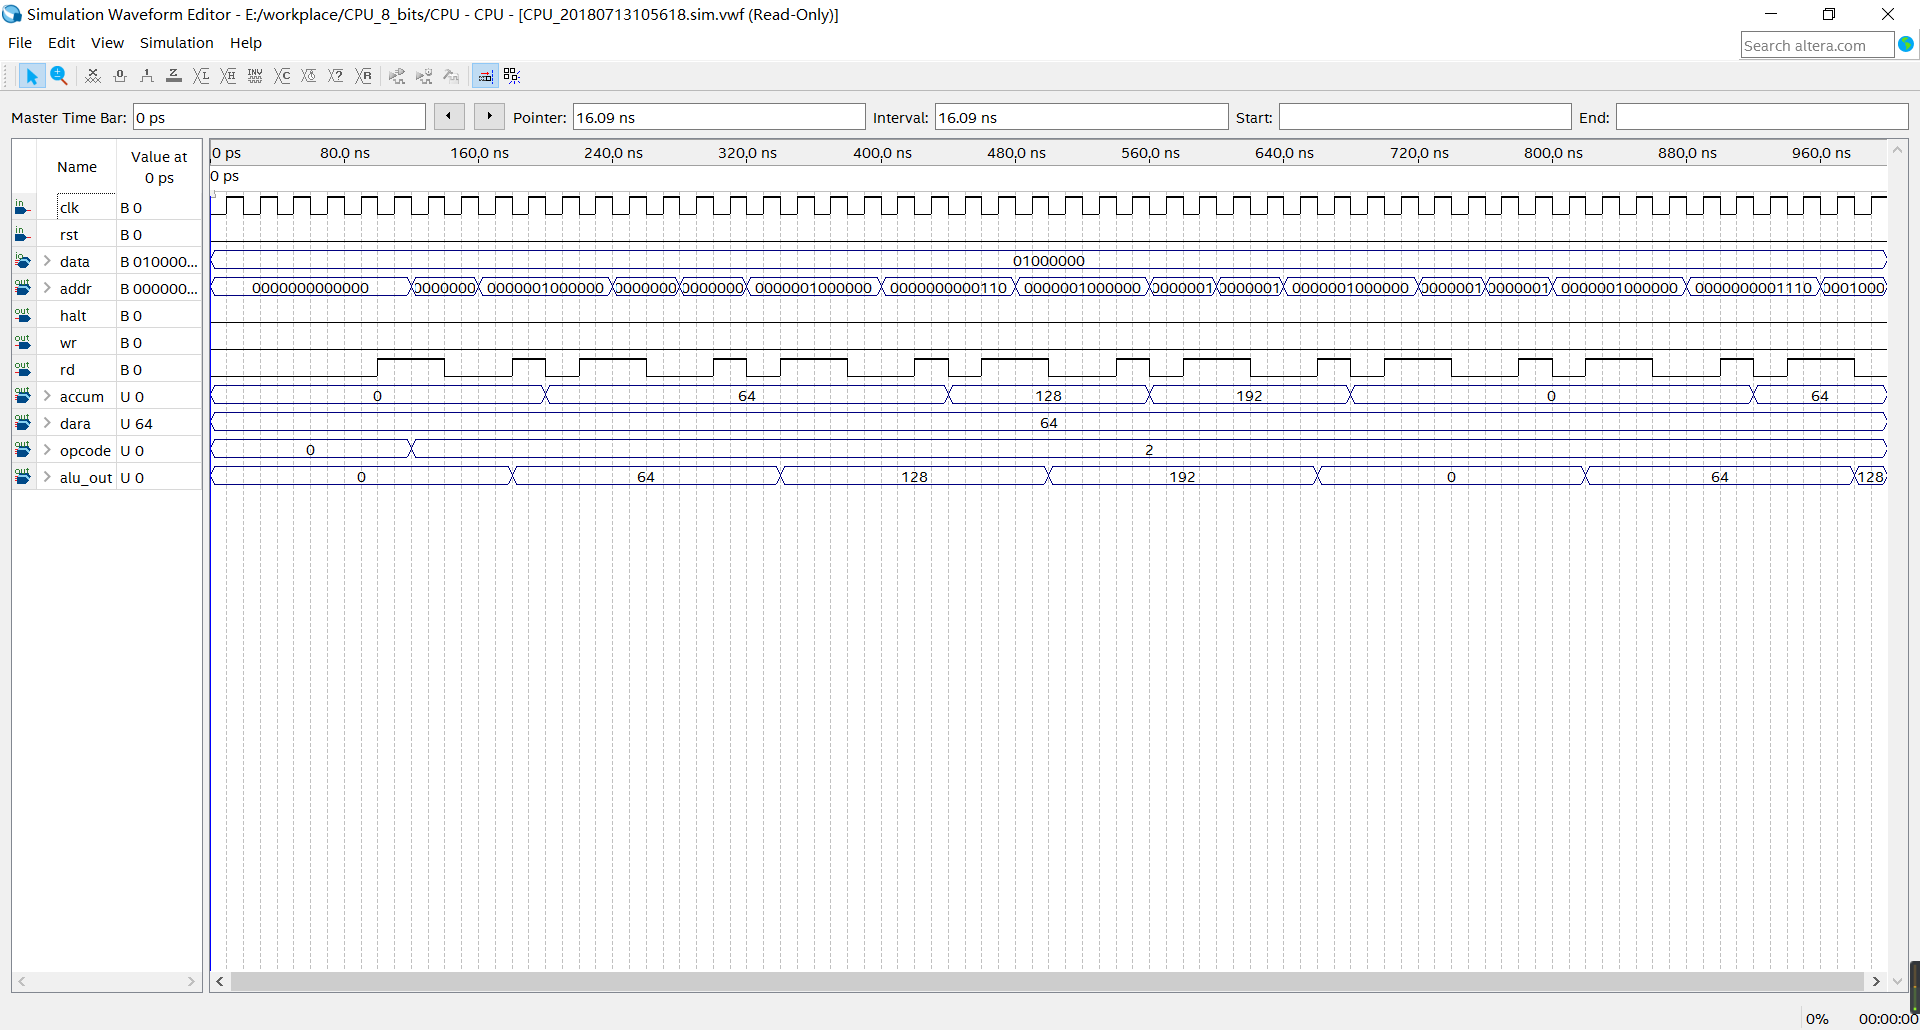 Simulation Waveform Editor - E:/workplace/CPU_8_bits/CPU - CPU - [CPU_20180713105618.sim.vwf (Read-Only)]
File Edit View Simulation Help
Search altera.com
Master Time Bar: 0 ps Pointer: 16.09 ns Interval: 16.09 ns Start: End:
Name Value at 0 ps
0 ps 80.0 ns 160.0 ns 240.0 ns 320.0 ns 400.0 ns 480.0 ns 560.0 ns 640.0 ns 720.0 ns 800.0 ns 880.0 ns 960.0 ns
0 ps
clk B 0
rst B 0
data B 010000... 01000000
addr B 000000... 0000000000000 0000000 0000001000000 0000000 0000000 0000001000000 0000000000110 0000001000000 0000001 0000001 0000001000000 0000001 0000001 0000001000000 0000000001110 0001000
halt B 0
wr B 0
rd B 0
accum U 0 0 64 128 192 0 64
dara U 64 64
opcode U 0 0 2
alu_out U 0 0 64 128 192 0 64 128
0% 00:00:00